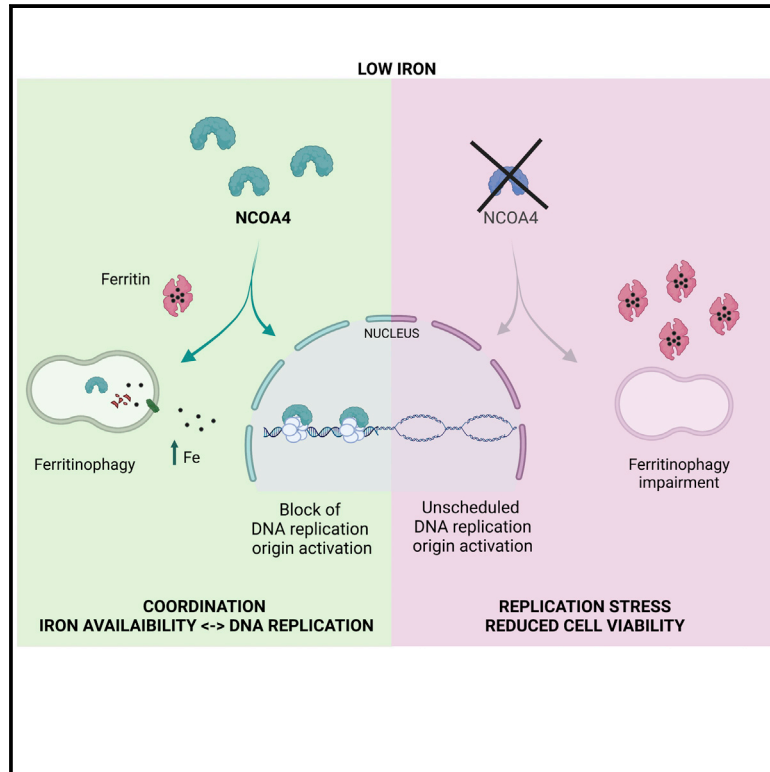 LOW IRON
NCOA4
NCOA4
Ferritin
NUCLEUS
Ferritinophagy
Fe
Ferritinophagy
impairment
Block of
DNA replication
origin activation
Unscheduled
DNA replication
origin activation
COORDINATION
IRON AVAILAIBILITY <-> DNA REPLICATION
REPLICATION STRESS
REDUCED CELL VIABILITY